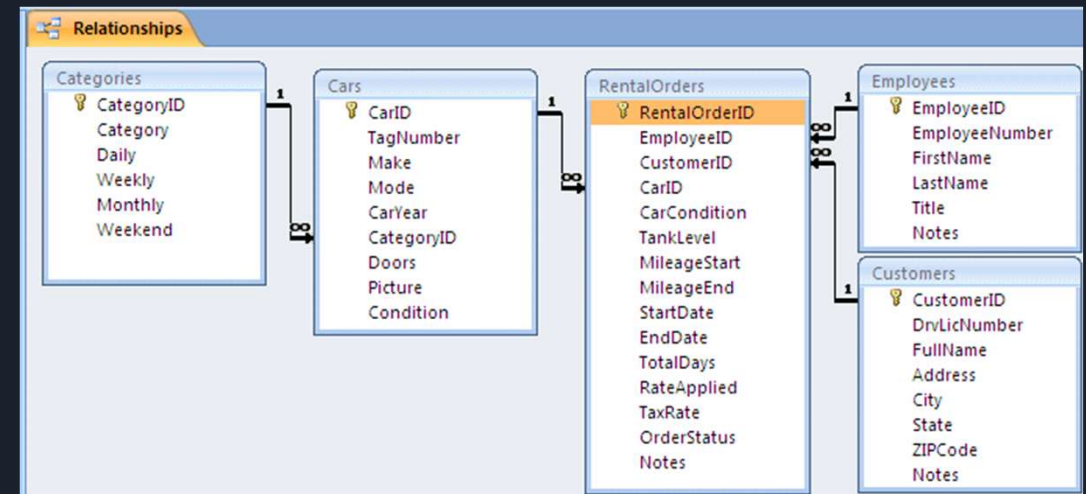 Relationships
Categories
CategoryID
Category
Daily
Weekly
Monthly
Weekend
1
∞
Cars
CarID
TagNumber
Make
Mode
CarYear
CategoryID
Doors
Picture
Condition
1
∞
RentalOrders
RentalOrderID
EmployeeID
CustomerID
CarID
CarCondition
TankLevel
MileageStart
MileageEnd
StartDate
EndDate
TotalDays
RateApplied
TaxRate
OrderStatus
Notes
∞
1
∞
1
Employees
EmployeeID
EmployeeNumber
FirstName
LastName
Title
Notes
Customers
CustomerID
DrvLicNumber
FullName
Address
City
State
ZIPCode
Notes